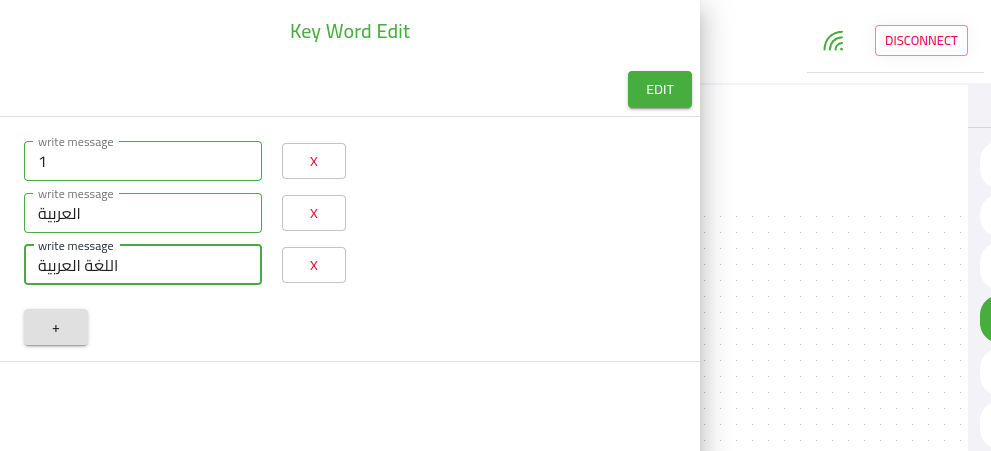 Key Word Edit
DISCONNECT
EDIT
write message
1
X
write message
العربية
X
write message
اللغة العربية
X
+